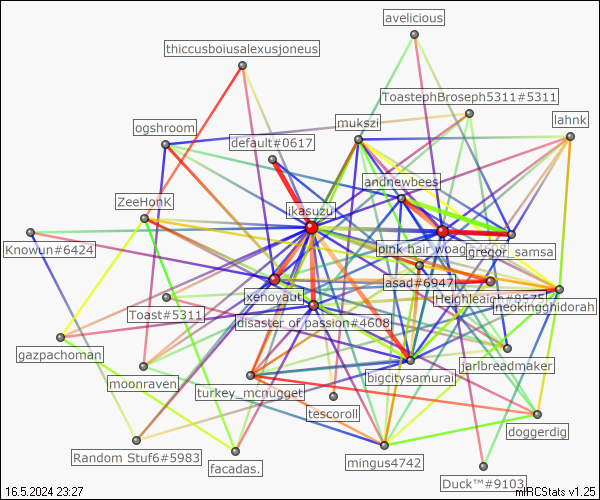 avelicious
thiccusboiusalexusjoneus
ToastephBroseph5311#5311
lahnk
mukszi
ogshroom
default#0617
andnewbees
ZeeHonK
ikasuzu
Knowun#6424
pink hair woa
gregor_samsa
asad#6947
xenoyaut
Heighleaigh#8575
neokingghidorah
Toast#5311
disaster of passion#4608
gazpachoman
jarlbreadmaker
moonraven
bigcitysamurai
turkey_mcnugget
tescoroll
doggerdig
Random Stuf6#5983
facadas.
mingus4742
Duck™#9103
16.5.2024 23:27
mIRCStats v1.25